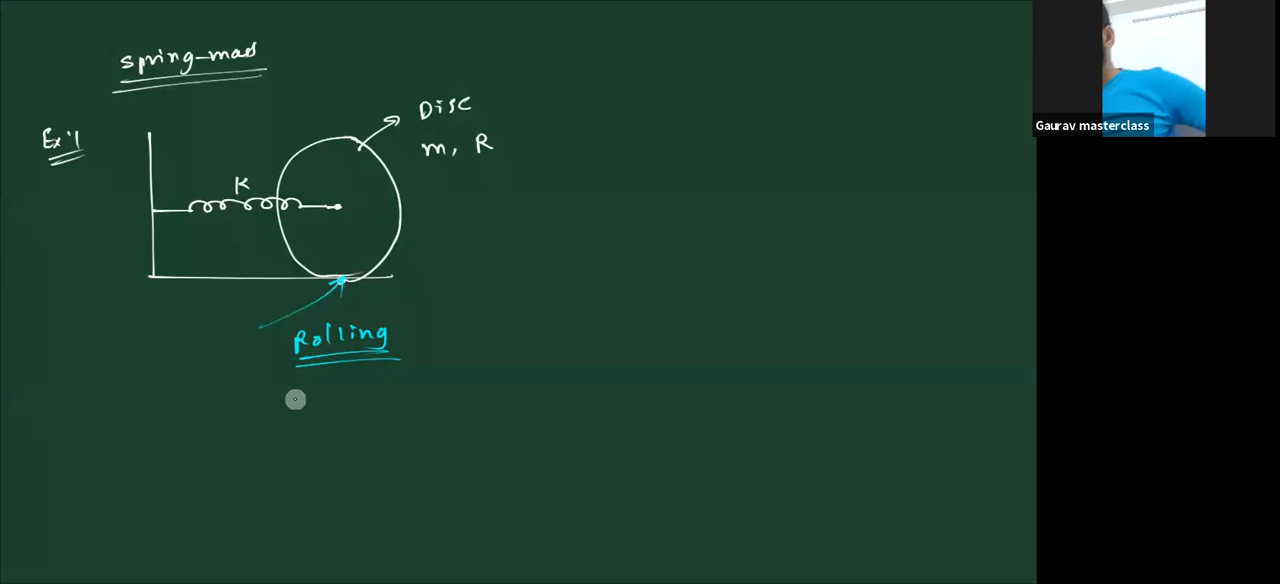 Spring-mass
Ex:1
Disc
m, R
K
Rolling
Gaurav masterclass